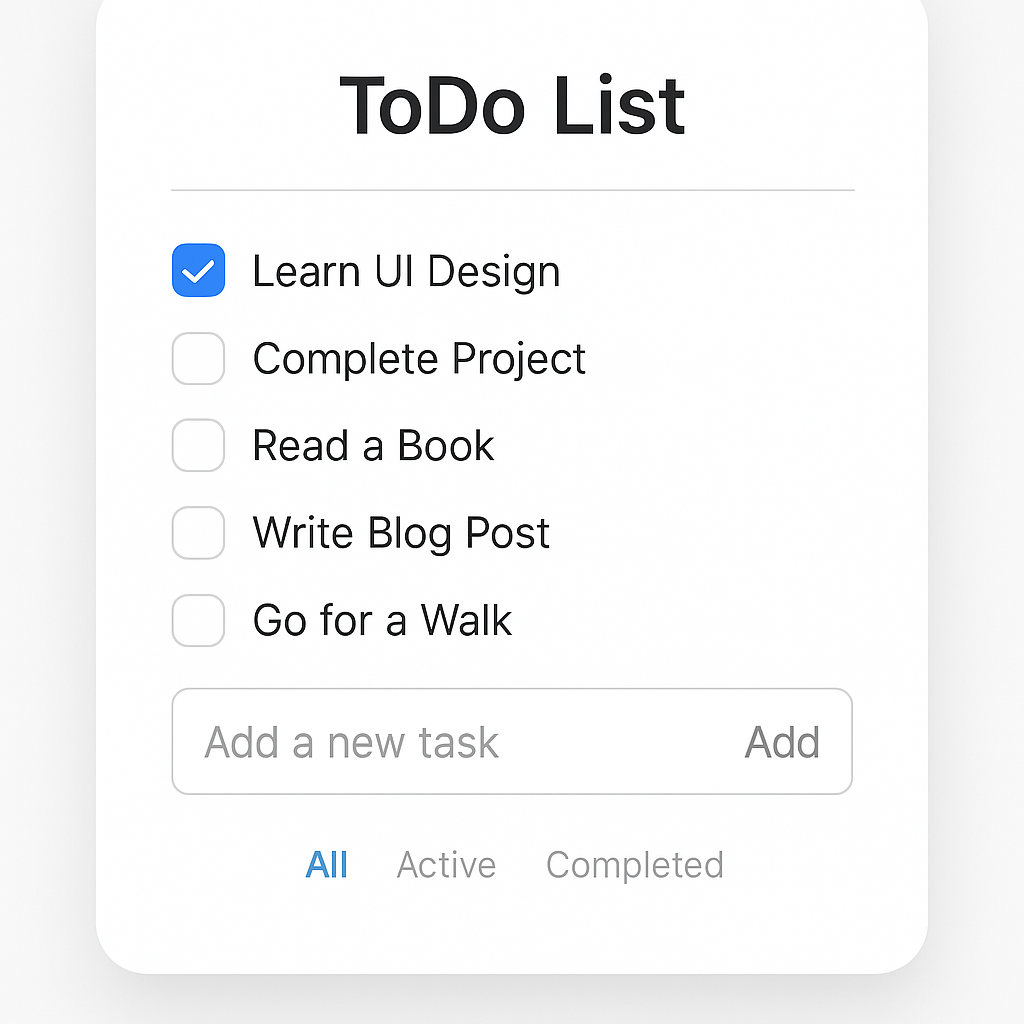 ToDo List
Learn UI Design
Complete Project
Read a Book
Write Blog Post
Go for a Walk
Add a new task Add
All Active Completed